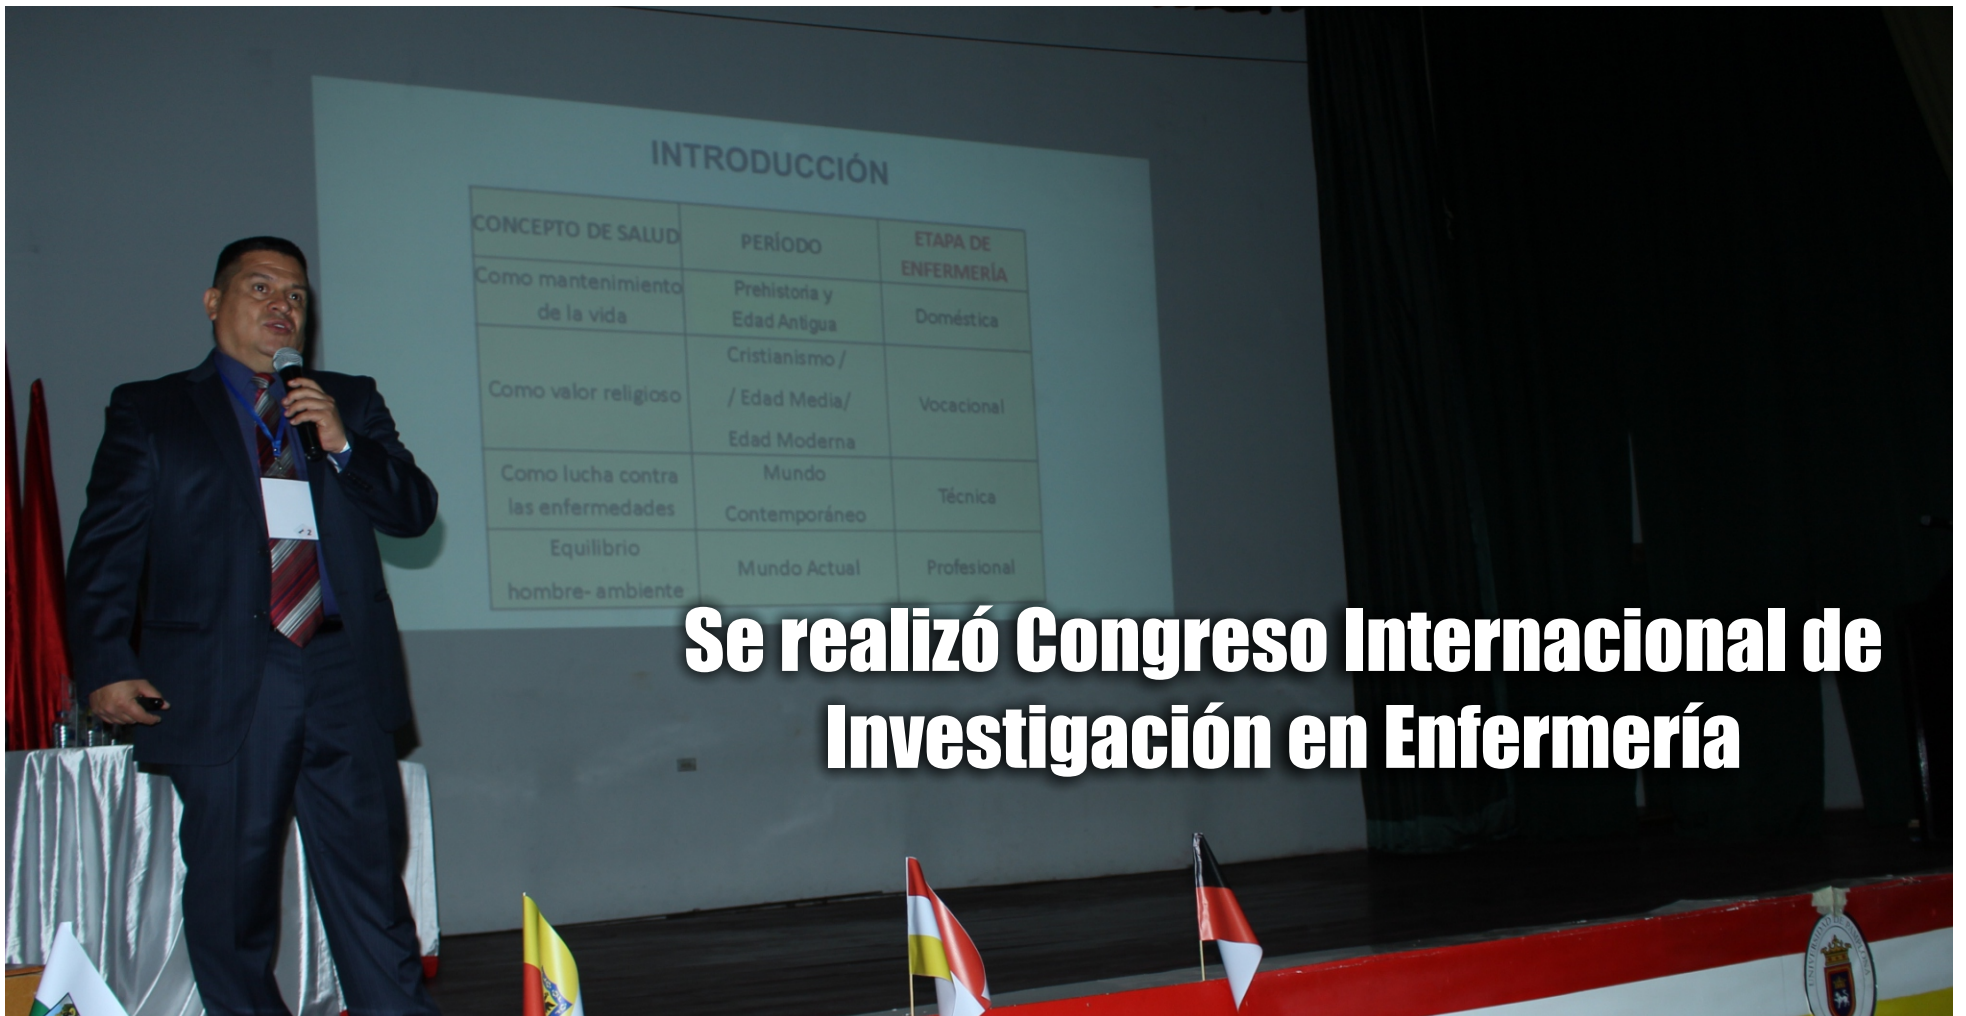 INTRODUCCIÓN
CONCEPTO DE SALUD
PERÍODO
ETAPA DE
ENFERMERÍA
Como mantenimiento
de la vida
Prehistoria y
Edad Antigua
Doméstica
Como valor religioso
Cristianismo /
/ Edad Media/
Edad Moderna
Vocacional
Como lucha contra
las enfermedades
Mundo
Contemporáneo
Técnica
Equilibrio
hombre- ambiente
Mundo Actual
Profesional
Se realizó Congreso Internacional de
Investigación en Enfermería